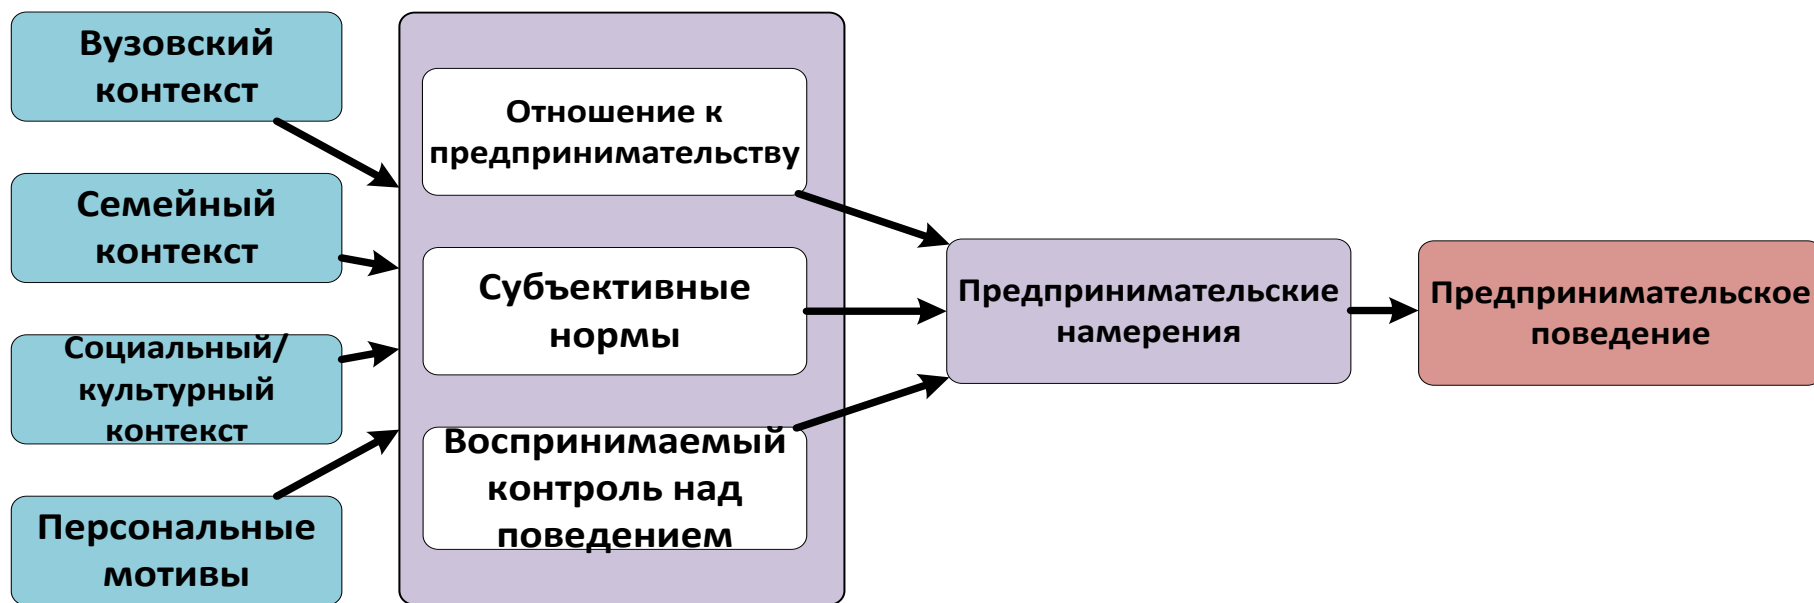 Вузовский
контекст
Семейный
контекст
Социальный/
культурный
контекст
Персональные
мотивы
Отношение к
предпринимательству
Субъективные
нормы
Воспринимаемый
контроль над
поведением
Предпринимательские
намерения
Предпринимательское
поведение